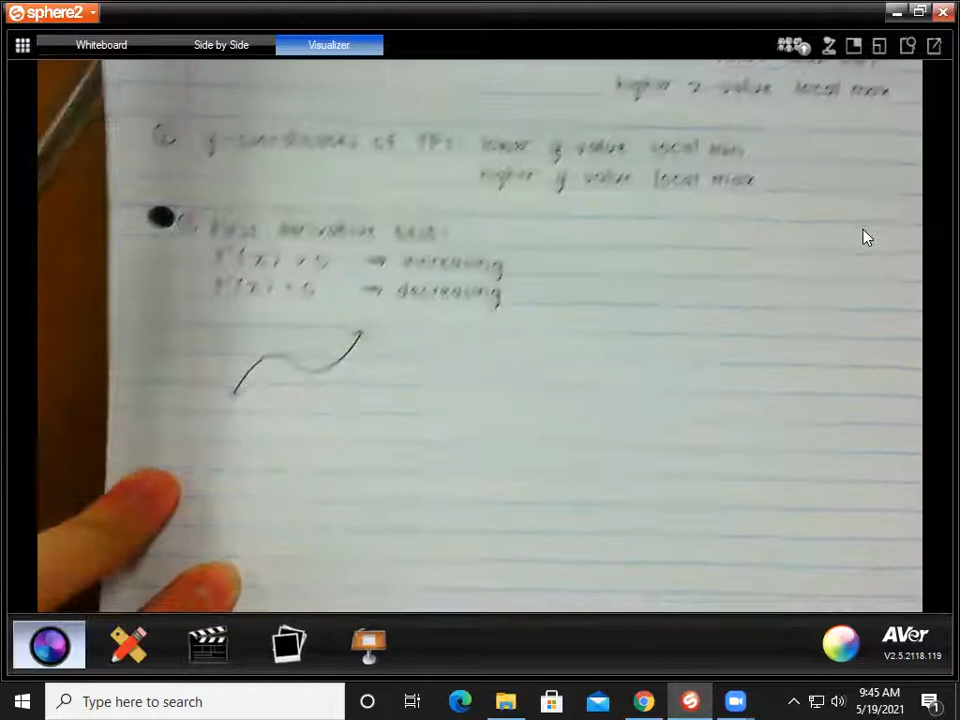 sphere2
Whiteboard Side by Side Visualizer
higher x-value local max
y-coordinates of TPs: lower y value local min
higher y value local max
First derivative test:
f'(x) > 0 → increasing
f'(x) < 0 → decreasing
AVer
V2.5.2118.119
Type here to search
9:45 AM
5/19/2021
1